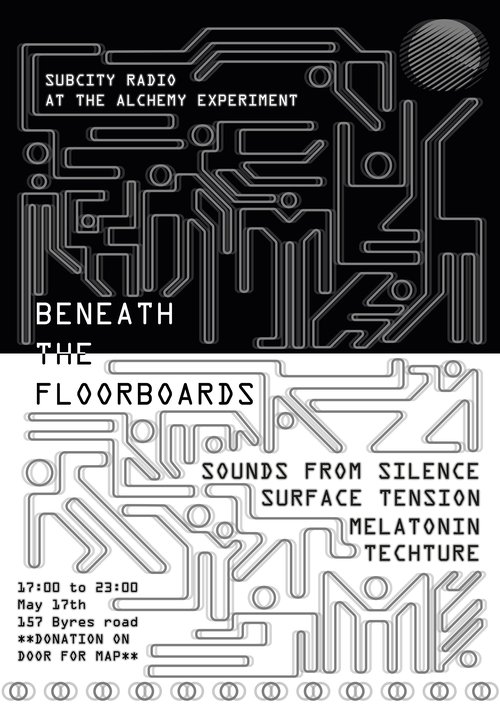 SUBCITY RADIO
AT THE ALCHEMY EXPERIMENT
BENEATH
THE
FLOORBOARDS
SOUNDS FROM SILENCE
SURFACE TENSION
MELATONIN
TECHTURE
17:00 to 23:00
May 17th
157 Byres road
**DONATION ON
DOOR FOR MAP**